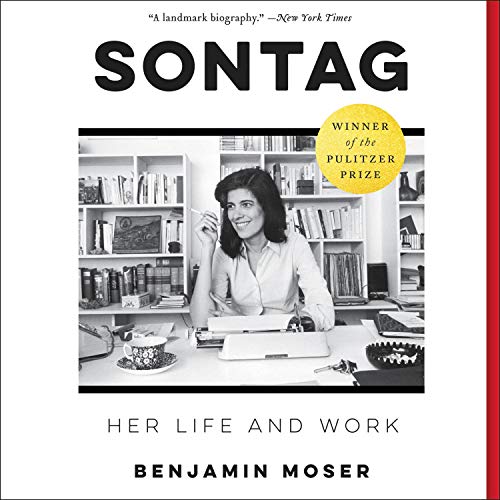 “A landmark biography.” —New York Times
SONTAG
WINNER
of the
PULITZER
PRIZE
HER LIFE AND WORK
BENJAMIN MOSER